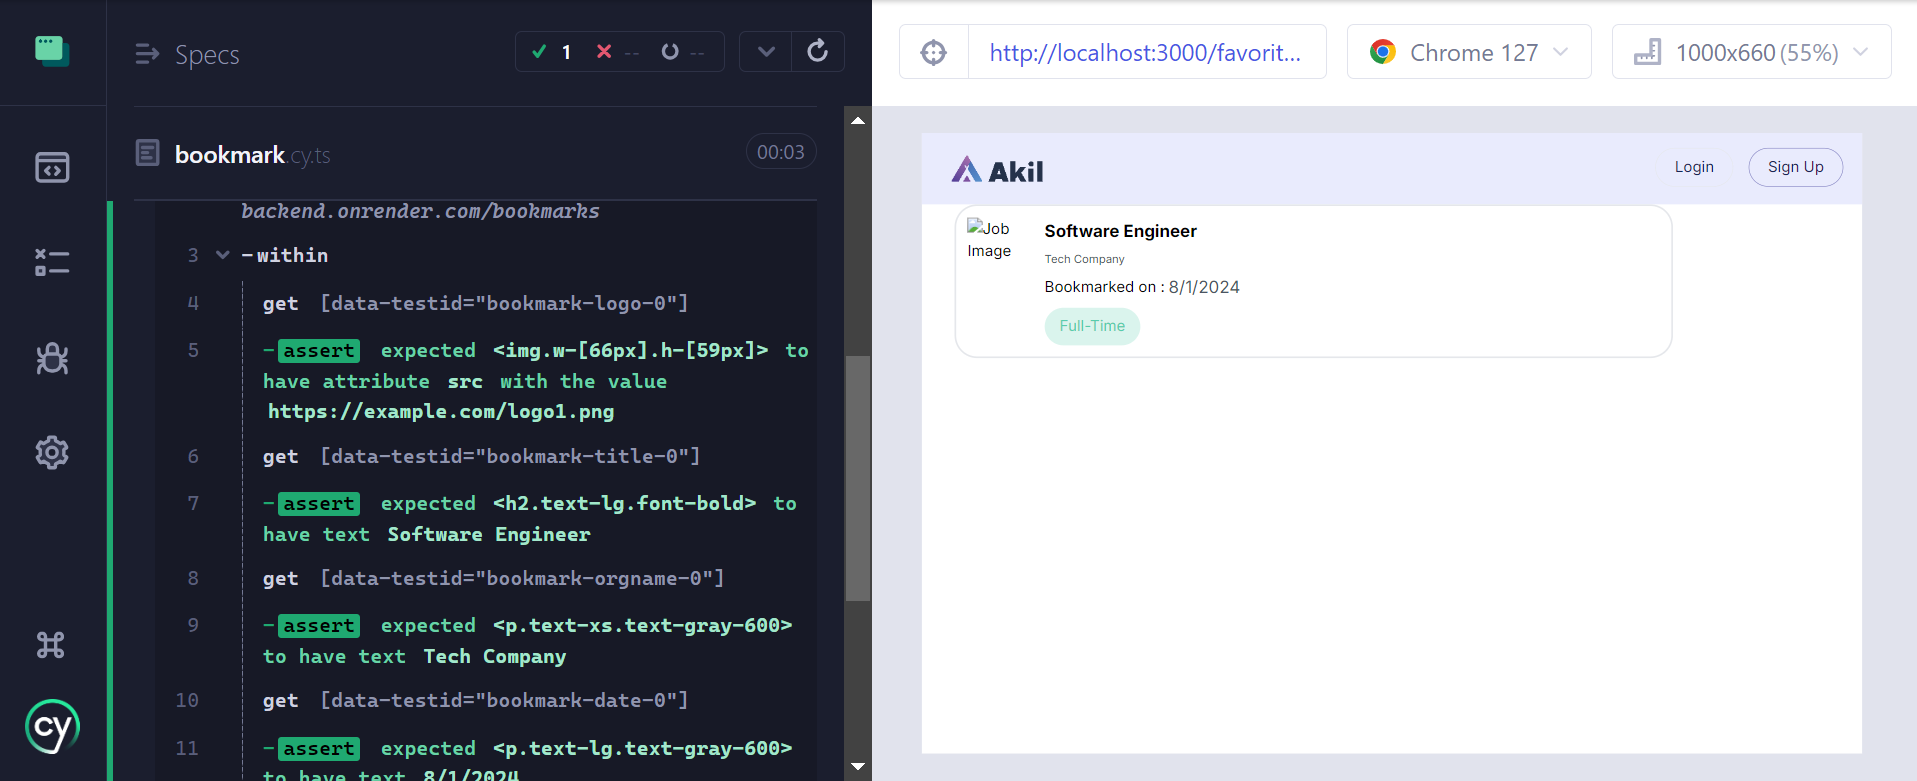 Specs
1 -- --
bookmark.cy.ts
00:03
backend.onrender.com/bookmarks
3 -within
4 get [data-testid="bookmark-logo-0"]
5 -assert expected <img.w-[66px].h-[59px]> to
have attribute src with the value
https://example.com/logo1.png
6 get [data-testid="bookmark-title-0"]
7 -assert expected <h2.text-lg.font-bold> to
have text Software Engineer
8 get [data-testid="bookmark-orgname-0"]
9 -assert expected <p.text-xs.text-gray-600>
to have text Tech Company
10 get [data-testid="bookmark-date-0"]
11 -assert expected <p.text-lg.text-gray-600>
to have text 8/1/2024
cy
http://localhost:3000/favorit...
Chrome 127
1000x660 (55%)
Akil
Login
Sign Up
Job
Image
Software Engineer
Tech Company
Bookmarked on : 8/1/2024
Full-Time